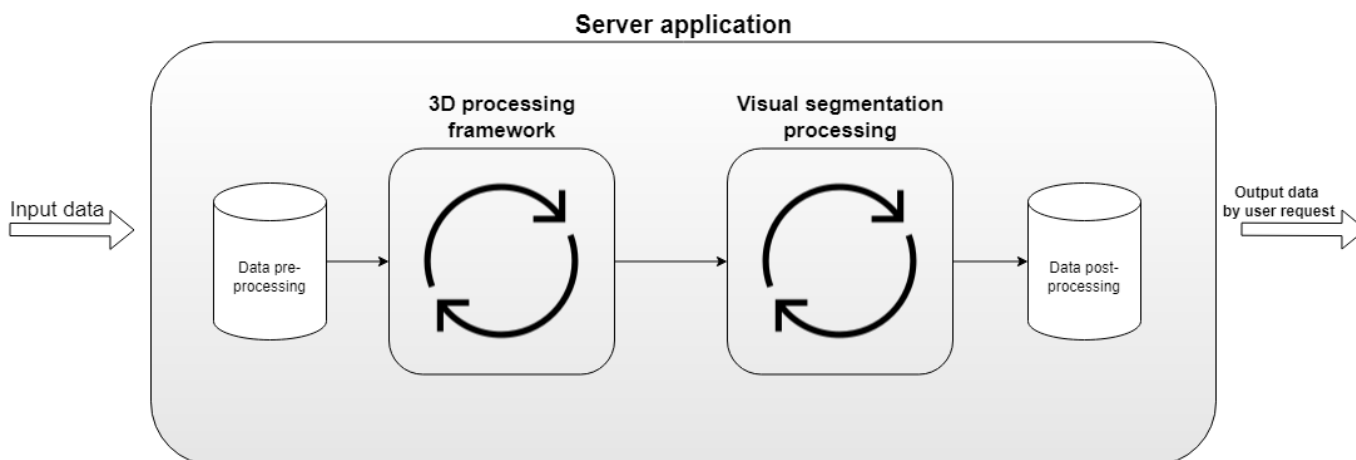 Server application
3D processing
framework
Visual segmentation
processing
Input data
Data pre-
processing
Data post-
processing
Output data
by user request